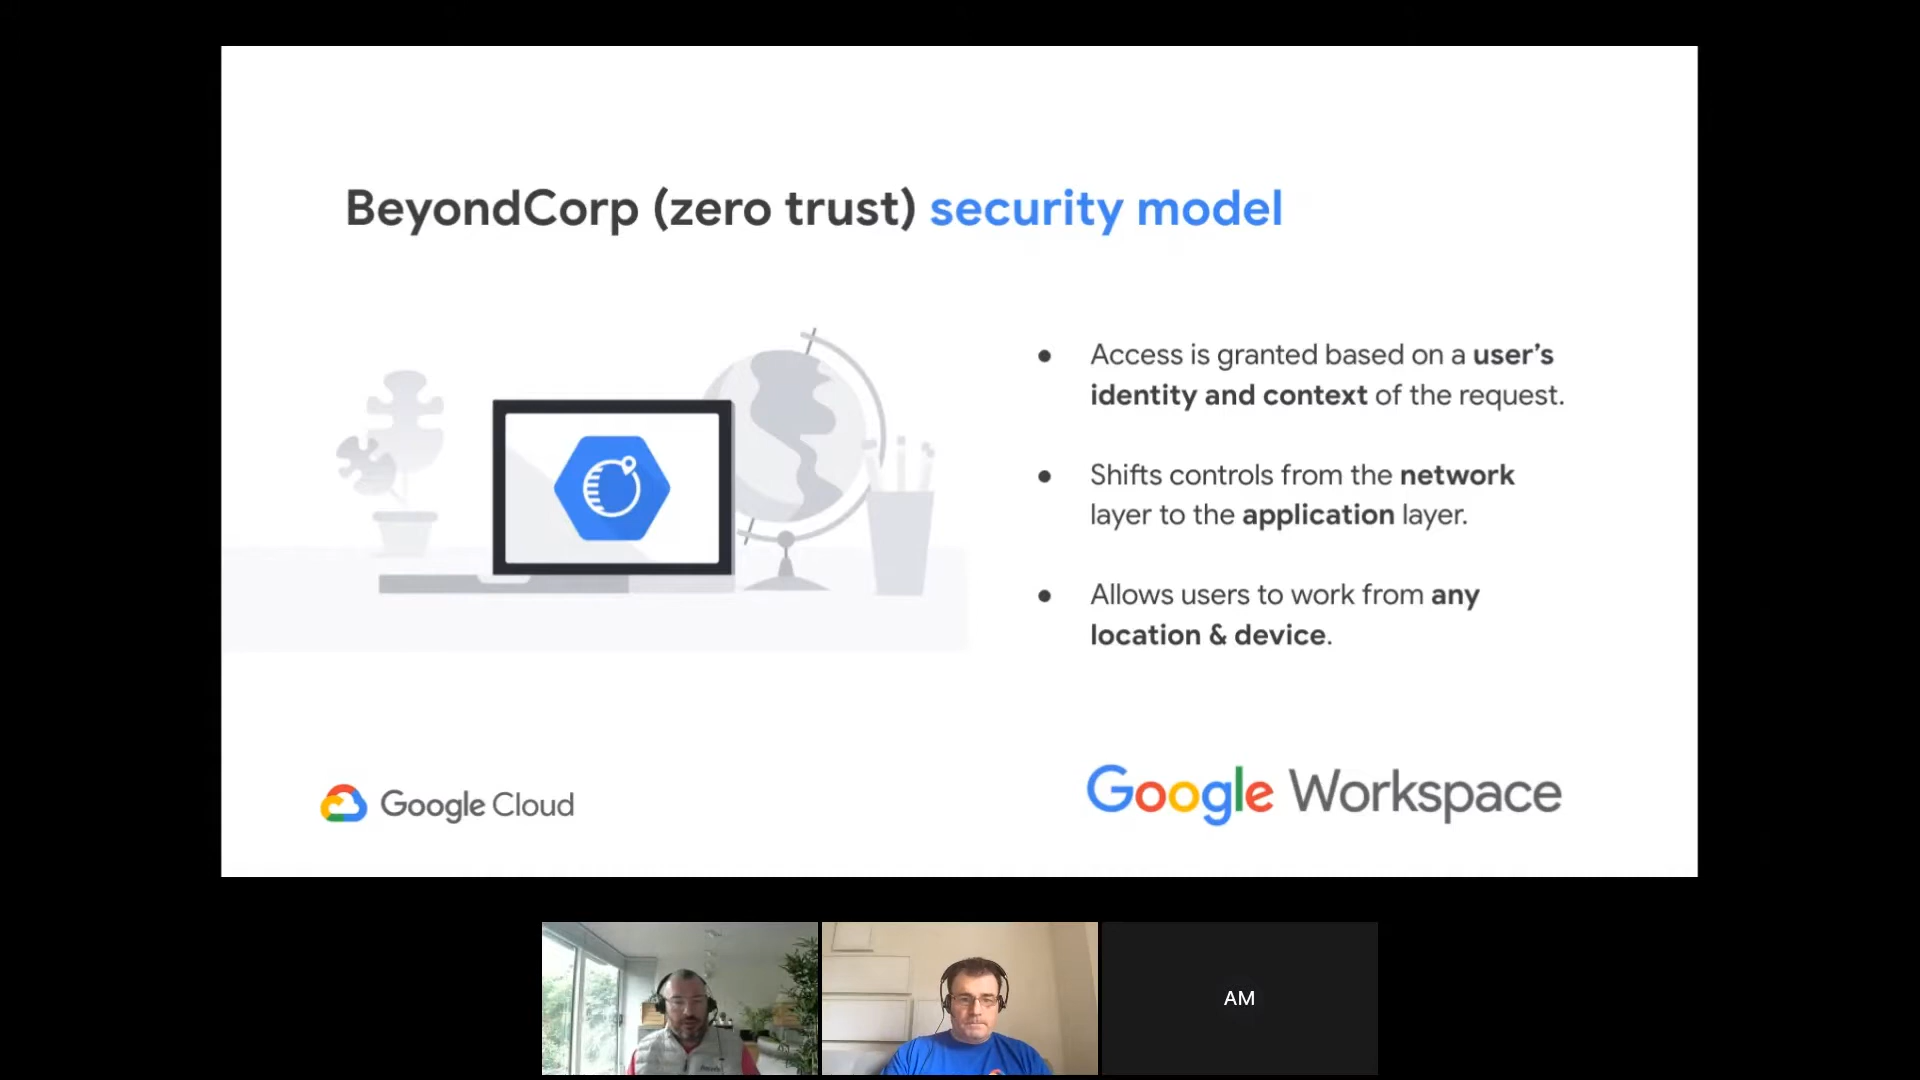 BeyondCorp (zero trust) security model
● Access is granted based on a user’s
identity and context of the request.
● Shifts controls from the network
layer to the application layer.
● Allows users to work from any
location & device.
Google Cloud
Google Workspace
AM